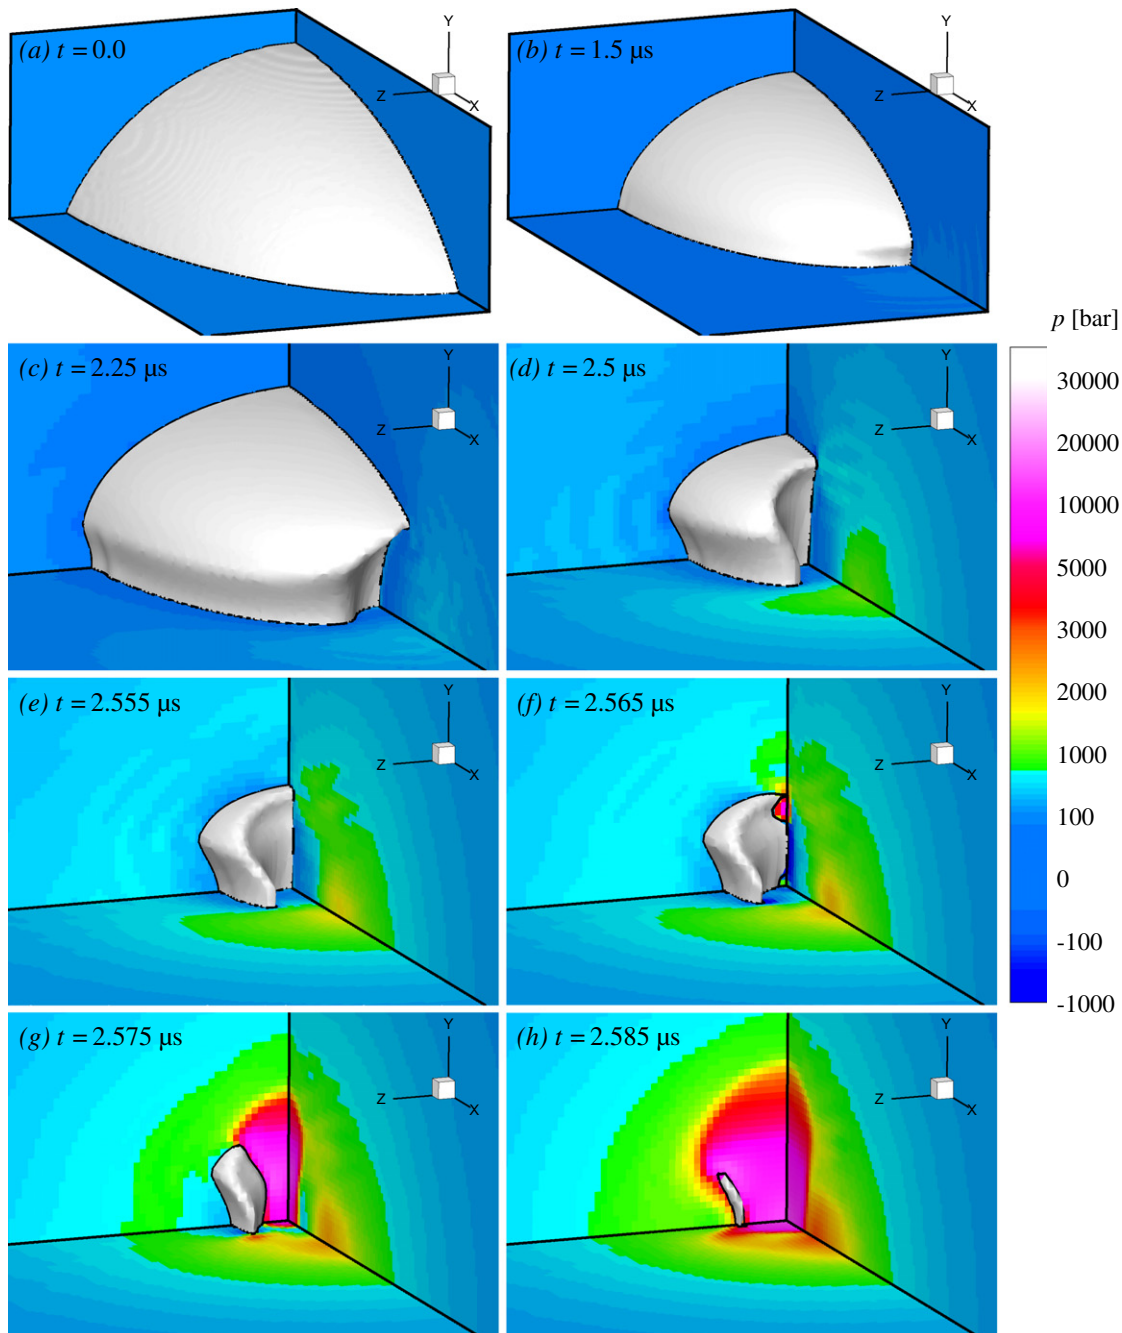 (a) t = 0.0
Y
Z
X
(b) t = 1.5 µs
Y
Z
X
p [bar]
30000
20000
10000
5000
3000
2000
1000
100
0
-100
-1000
(c) t = 2.25 µs
Y
Z
X
(d) t = 2.5 µs
Y
Z
X
(e) t = 2.555 µs
Y
Z
X
(f) t = 2.565 µs
Y
Z
X
(g) t = 2.575 µs
Y
Z
X
(h) t = 2.585 µs
Y
Z
X